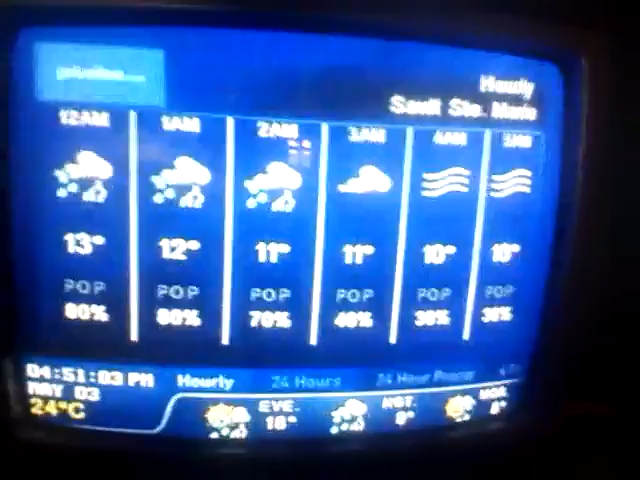 Hourly
Sault Ste. Marie
12AM 1AM 2AM 3AM 4AM 5AM
13° 12° 11° 11° 10° 10°
POP POP POP POP POP POP
80% 80% 70% 40% 30% 30%
04:51:03 PM
MAY 03
24°C
Hourly 24 Hours 24 Hour Precip
EVE. NGT.